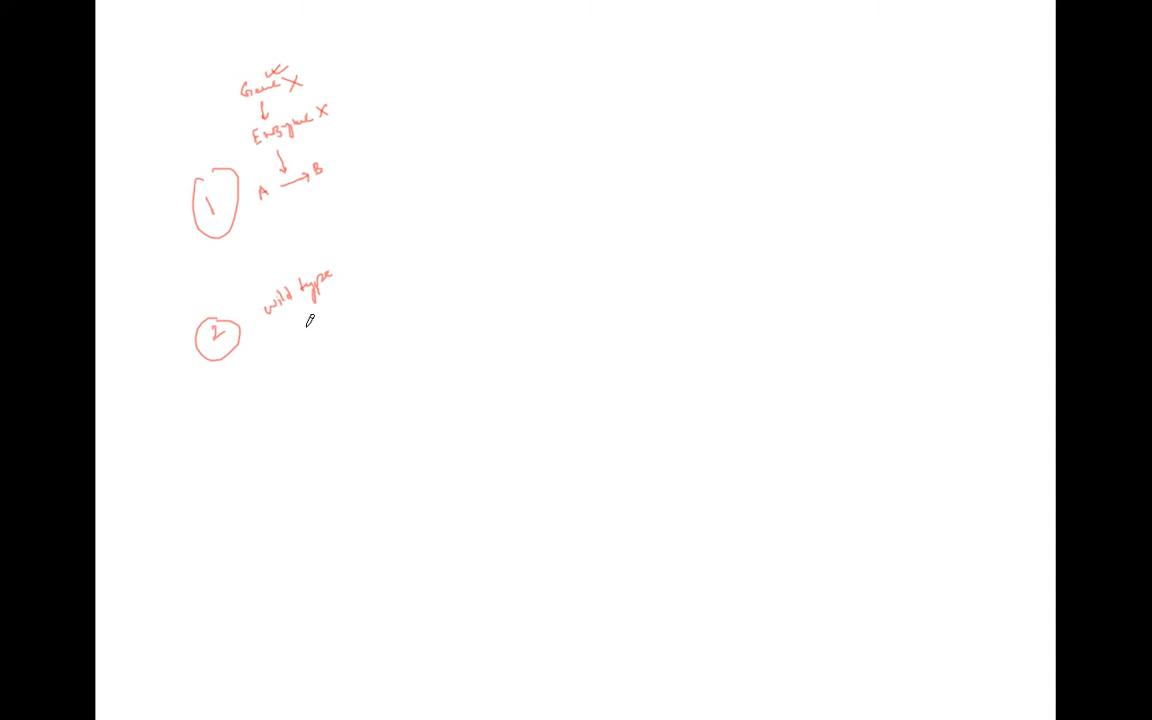 Gene X
↓
Enzyme X
↓
A → B
1
wild type
2